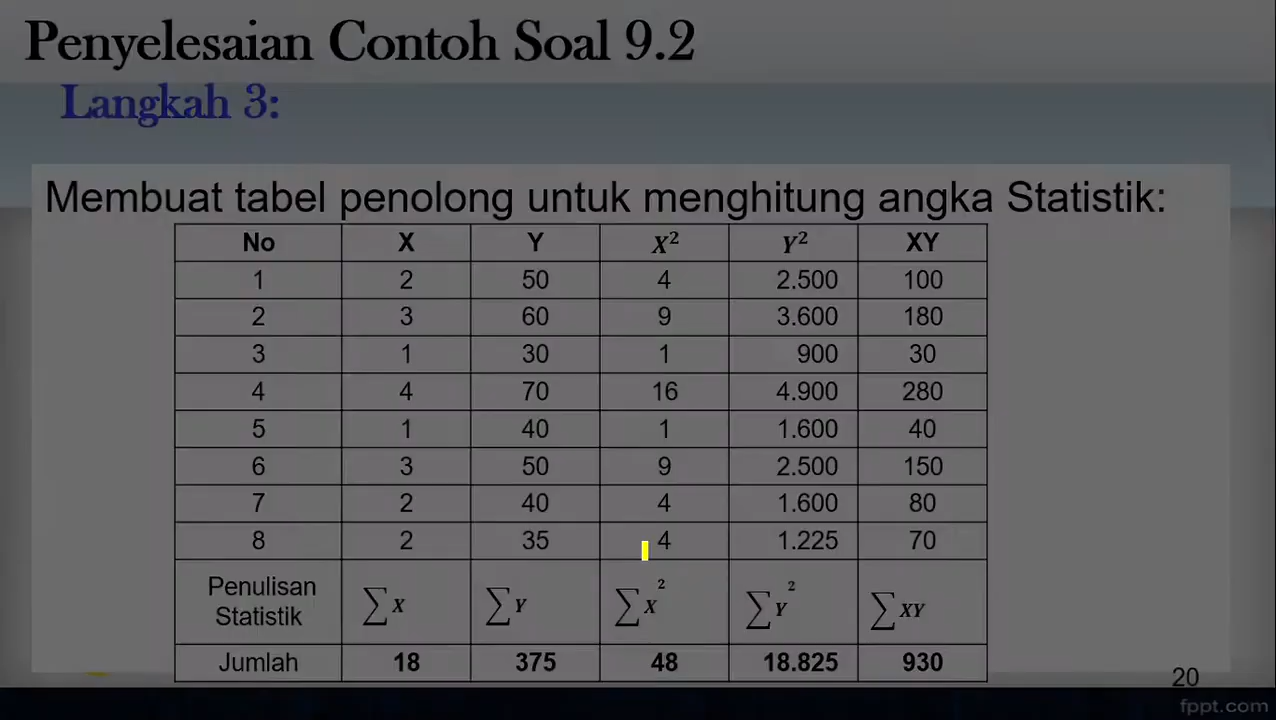 Penyelesaian Contoh Soal 9.2
Langkah 3:
Membuat tabel penolong untuk menghitung angka Statistik:
No X Y X² Y² XY
1 2 50 4 2.500 100
2 3 60 9 3.600 180
3 1 30 1 900 30
4 4 70 16 4.900 280
5 1 40 1 1.600 40
6 3 50 9 2.500 150
7 2 40 4 1.600 80
8 2 35 4 1.225 70
Penulisan Statistik ∑X ∑Y ∑X² ∑Y² ∑XY
Jumlah 18 375 48 18.825 930
20
fppt.com